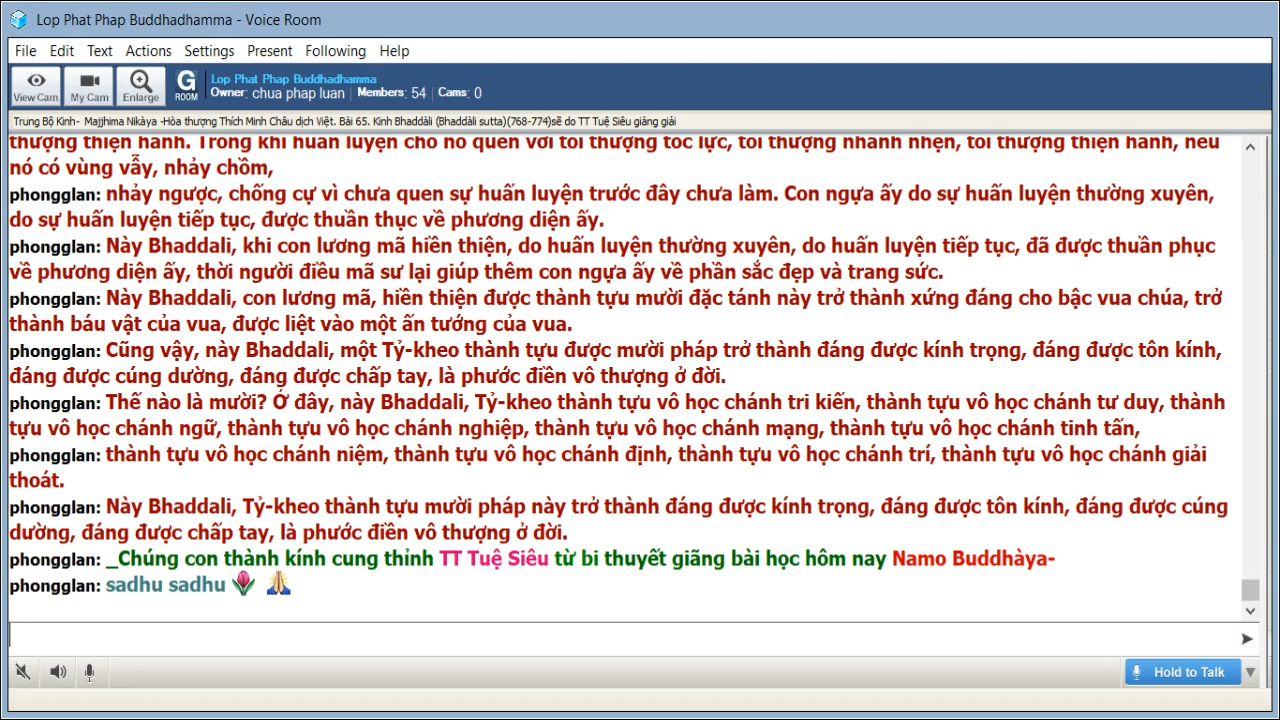 Lop Phat Phap Buddhadhamma - Voice Room
File Edit Text Actions Settings Present Following Help
View Cam My Cam Enlarge G ROOM Lop Phat Phap Buddhadhamma
Owner: chua phap luan Members: 54 Cams: 0
Trung Bộ Kinh- Majjhima Nikàya -Hòa thượng Thích Minh Châu dịch Việt. Bài 65. Kinh Bhaddàli (Bhaddàli sutta)(768-774)sẽ do TT Tuệ Siêu giảng giải
thượng thiện hành. Trong khi huấn luyện cho nó quen với tối thượng tốc lực, tối thượng nhanh nhẹn, tối thượng thiện hành, nếu
nó có vùng vẫy, nhảy chồm,
phongglan: nhảy ngược, chống cự vì chưa quen sự huấn luyện trước đây chưa làm. Con ngựa ấy do sự huấn luyện thường xuyên,
do sự huấn luyện tiếp tục, được thuần thục về phương diện ấy.
phongglan: Này Bhaddali, khi con lương mã hiền thiện, do huấn luyện thường xuyên, do huấn luyện tiếp tục, đã được thuần phục
về phương diện ấy, thời người điều mã sư lại giúp thêm con ngựa ấy về phần sắc đẹp và trang sức.
phongglan: Này Bhaddali, con lương mã, hiền thiện được thành tựu mười đặc tánh này trở thành xứng đáng cho bậc vua chúa, trở
thành báu vật của vua, được liệt vào một ấn tướng của vua.
phongglan: Cũng vậy, này Bhaddali, một Tỷ-kheo thành tựu được mười pháp trở thành đáng được kính trọng, đáng được tôn kính,
đáng được cúng dường, đáng được chấp tay, là phước điền vô thượng ở đời.
phongglan: Thế nào là mười? Ở đây, này Bhaddali, Tỷ-kheo thành tựu vô học chánh tri kiến, thành tựu vô học chánh tư duy, thành
tựu vô học chánh ngữ, thành tựu vô học chánh nghiệp, thành tựu vô học chánh mạng, thành tựu vô học chánh tinh tấn,
phongglan: thành tựu vô học chánh niệm, thành tựu vô học chánh định, thành tựu vô học chánh trí, thành tựu vô học chánh giải
thoát.
phongglan: Này Bhaddali, Tỷ-kheo thành tựu mười pháp này trở thành đáng được kính trọng, đáng được tôn kính, đáng được cúng
dường, đáng được chấp tay, là phước điền vô thượng ở đời.
phongglan: _Chúng con thành kính cung thỉnh TT Tuệ Siêu từ bi thuyết giãng bài học hôm nay Namo Buddhàya-
phongglan: sadhu sadhu
Hold to Talk